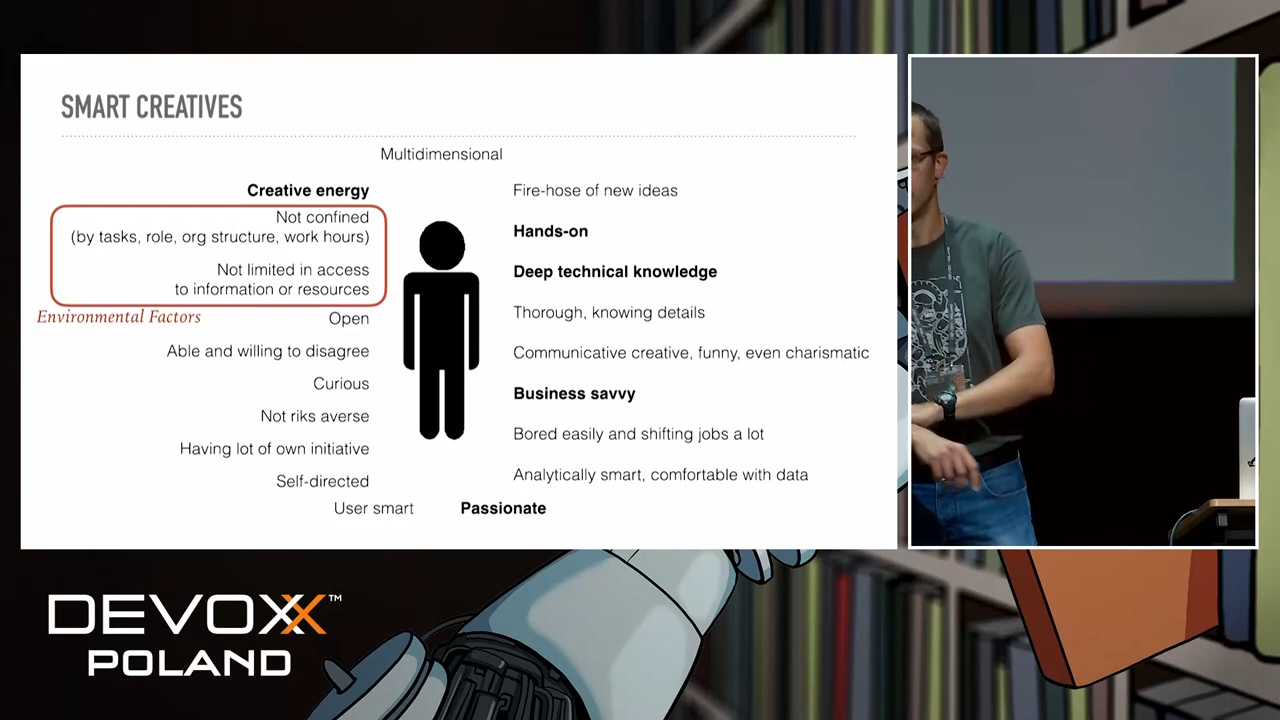 SMART CREATIVES
Multidimensional
Creative energy
Not confined
(by tasks, role, org structure, work hours)
Not limited in access
to information or resources
Environmental Factors
Open
Able and willing to disagree
Curious
Not riks averse
Having lot of own initiative
Self-directed
User smart
Passionate
Fire-hose of new ideas
Hands-on
Deep technical knowledge
Thorough, knowing details
Communicative creative, funny, even charismatic
Business savvy
Bored easily and shifting jobs a lot
Analytically smart, comfortable with data
DEVOXX™
POLAND